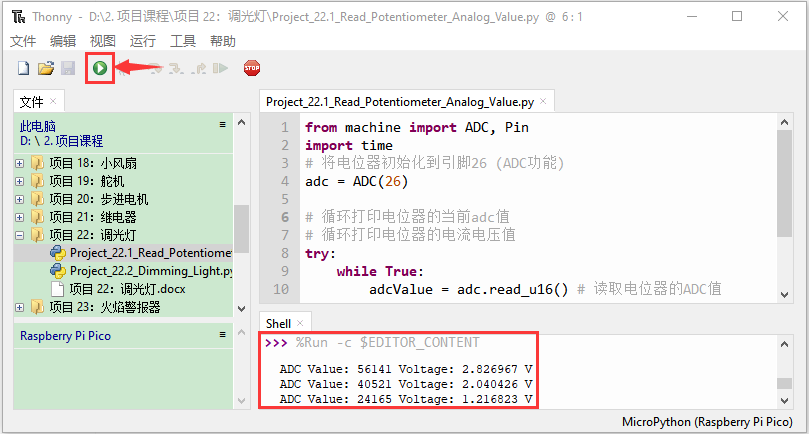 Thonny - D:\2. 项目课程\项目 22：调光灯\Project_22.1_Read_Potentiometer_Analog_Value.py @ 6 : 1
文件 编辑 视图 运行 工具 帮助
STOP
文件 ×
此电脑
D: \ 2. 项目课程
项目 18：小风扇
项目 19：舵机
项目 20：步进电机
项目 21：继电器
项目 22：调光灯
Project_22.1_Read_Potentiome
Project_22.2_Dimming_Light.py
项目 22：调光灯.docx
项目 23：火焰警报器
Raspberry Pi Pico
Project_22.1_Read_Potentiometer_Analog_Value.py ×
1 from machine import ADC, Pin
2 import time
3 # 将电位器初始化到引脚26 (ADC功能)
4 adc = ADC(26)
5
6 # 循环打印电位器的当前adc值
7 # 循环打印电位器的电流电压值
8 try:
9 while True:
10 adcValue = adc.read_u16() # 读取电位器的ADC值
Shell ×
>>> %Run -c $EDITOR_CONTENT
ADC Value: 56141 Voltage: 2.826967 V
ADC Value: 40521 Voltage: 2.040426 V
ADC Value: 24165 Voltage: 1.216823 V
MicroPython (Raspberry Pi Pico)